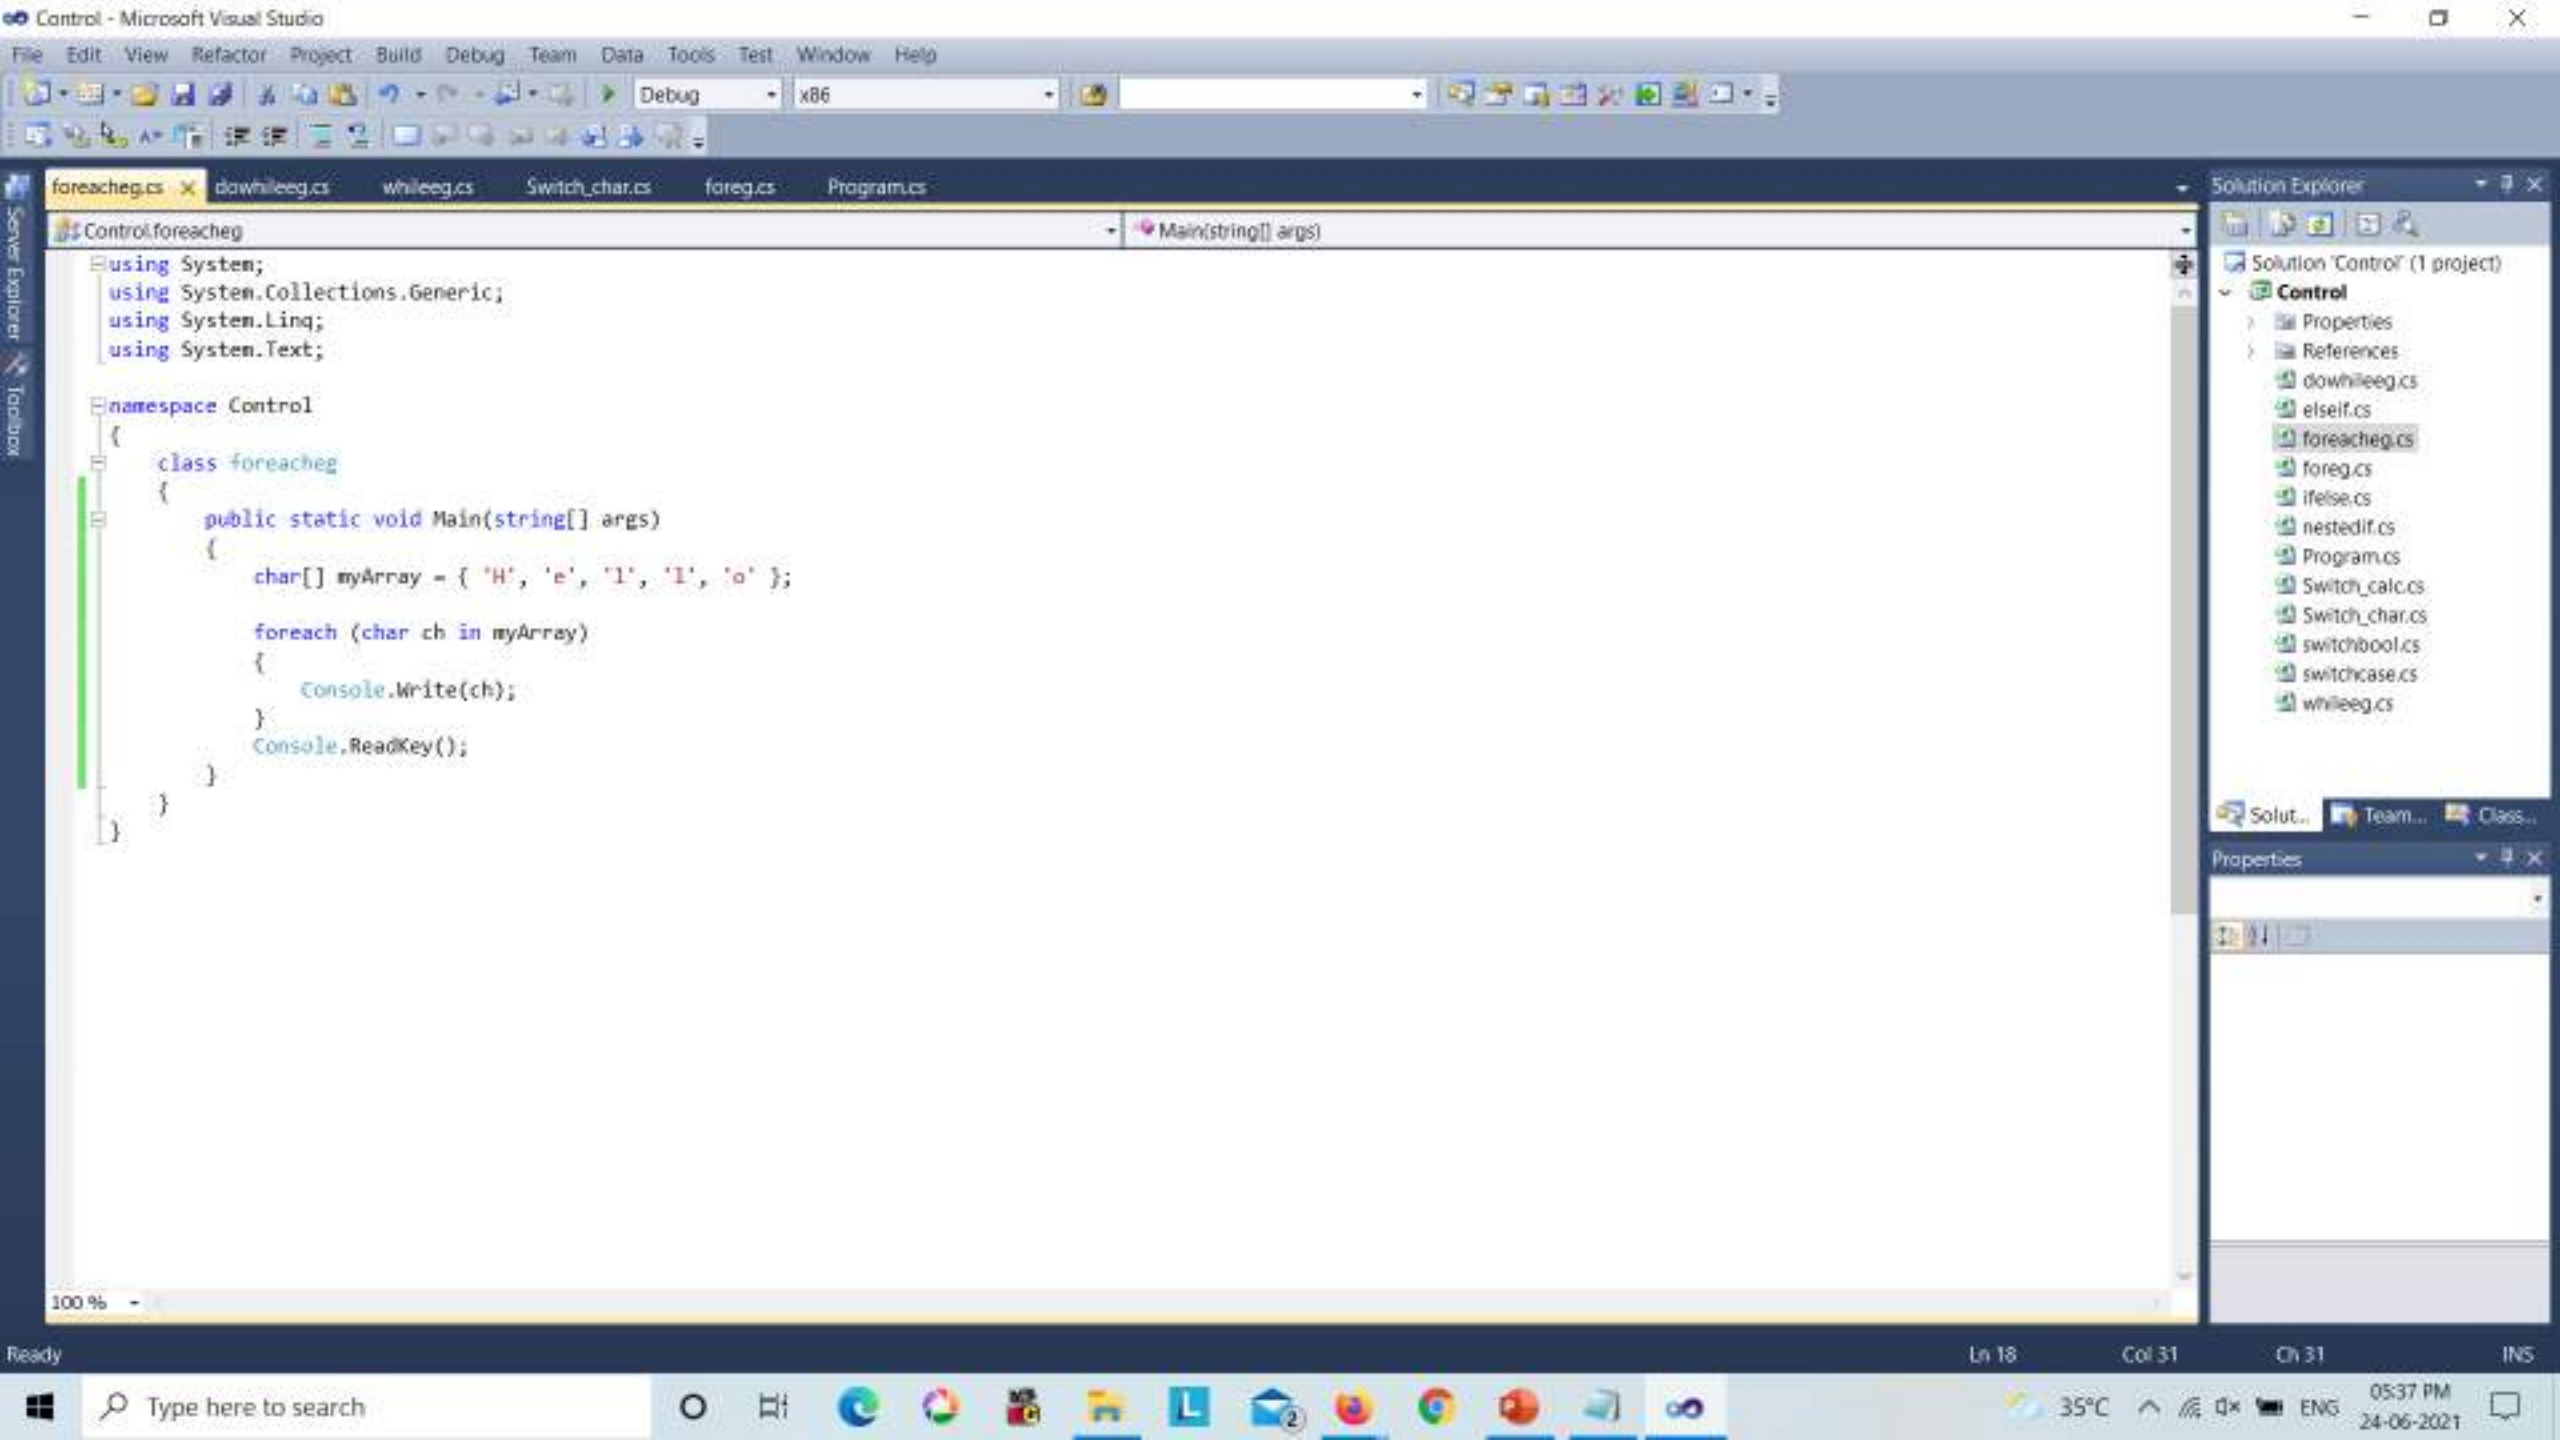 Control - Microsoft Visual Studio
File Edit View Refactor Project Build Debug Team Data Tools Test Window Help
Debug x86
foreacheg.cs dowhileeg.cs whileeg.cs Switch_char.cs foreg.cs Program.cs
Control.foreacheg Main(string[] args)
using System;
using System.Collections.Generic;
using System.Linq;
using System.Text;
namespace Control
{
class foreacheg
{
public static void Main(string[] args)
{
char[] myArray = { 'H', 'e', 'l', 'l', 'o' };
foreach (char ch in myArray)
{
Console.Write(ch);
}
Console.ReadKey();
}
}
}
100 %
Server Explorer
Toolbox
Solution Explorer
Solution 'Control' (1 project)
Control
Properties
References
dowhileeg.cs
elseif.cs
foreacheg.cs
foreg.cs
ifelse.cs
nestedif.cs
Program.cs
Switch_calc.cs
Switch_char.cs
switchbool.cs
switchcase.cs
whileeg.cs
Solut... Team... Class...
Properties
Ready Ln 18 Col 31 Ch 31 INS
Type here to search
L
2
35°C ENG 05:37 PM
24-06-2021